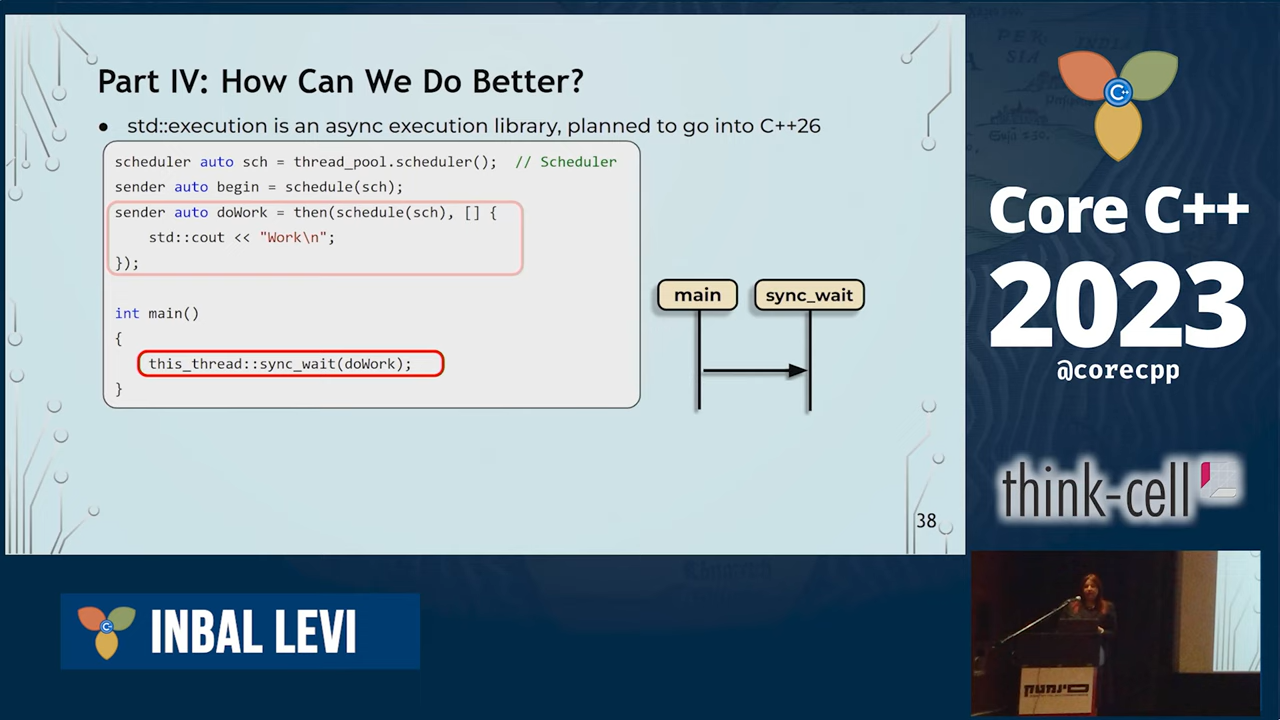 Part IV: How Can We Do Better?
● std::execution is an async execution library, planned to go into C++26
scheduler auto sch = thread_pool.scheduler(); // Scheduler
sender auto begin = schedule(sch);
sender auto doWork = then(schedule(sch), [] {
std::cout << "Work\n";
});
int main()
{
this_thread::sync_wait(doWork);
}
main
sync_wait
38
C++
Core C++
2023
@corecpp
think-cell
INBAL LEVI
סינמטק